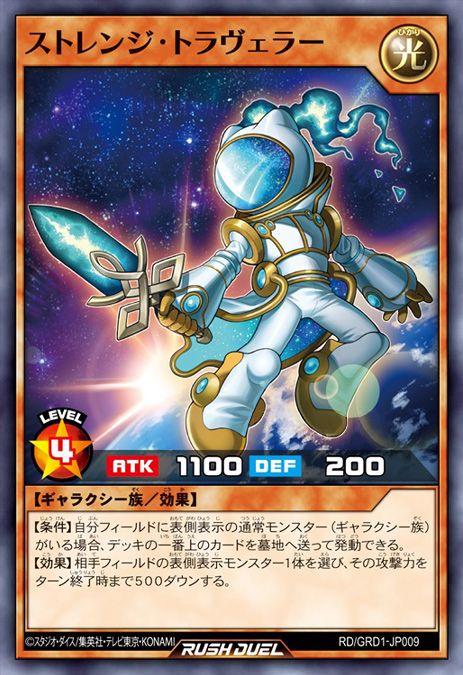 ストレンジ・トラヴェラー
ひかり
光
LEVEL
4
ATK 1100 DEF 200
【ギャラクシー族／効果】
【条件】自分フィールドに表側表示の通常モンスター（ギャラクシー族）
がいる場合、デッキの一番上のカードを墓地へ送って発動できる。
【効果】相手フィールドの表側表示モンスター1体を選び、その攻撃力を
ターン終了時まで500ダウンする。
©スタジオ・ダイス/集英社・テレビ東京・KONAMI
RUSH DUEL
RD/GRD1-JP009